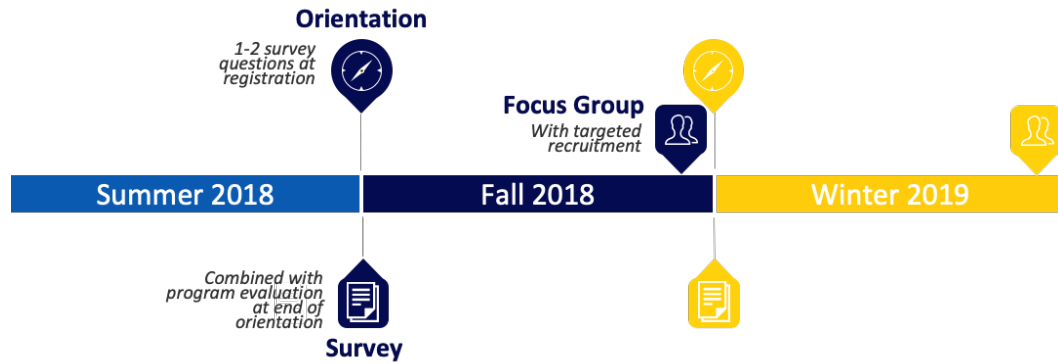 Orientation
1-2 survey
questions at
registration
Focus Group
With targeted
recruitment
Summer 2018
Fall 2018
Winter 2019
Combined with
program evaluation
at end of
orientation
Survey